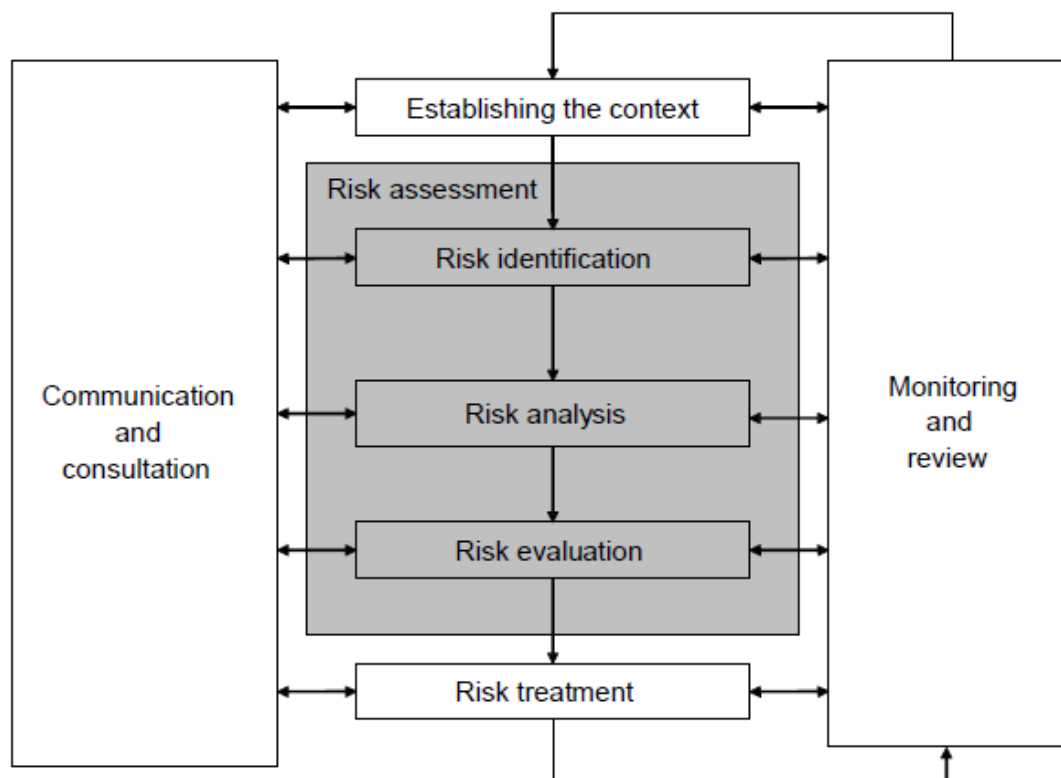 Establishing the context
Risk assessment
Risk identification
Communication
and
consultation
Risk analysis
Monitoring
and
review
Risk evaluation
Risk treatment